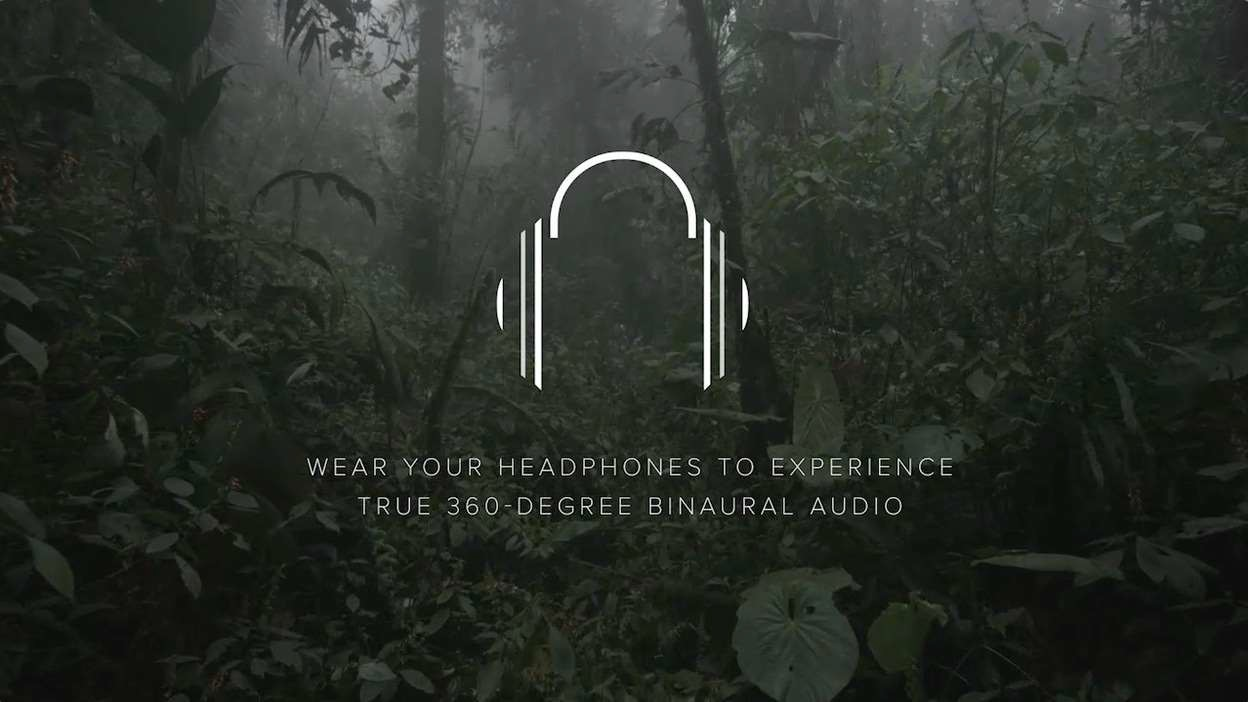 WEAR YOUR HEADPHONES TO EXPERIENCE
TRUE 360-DEGREE BINAURAL AUDIO